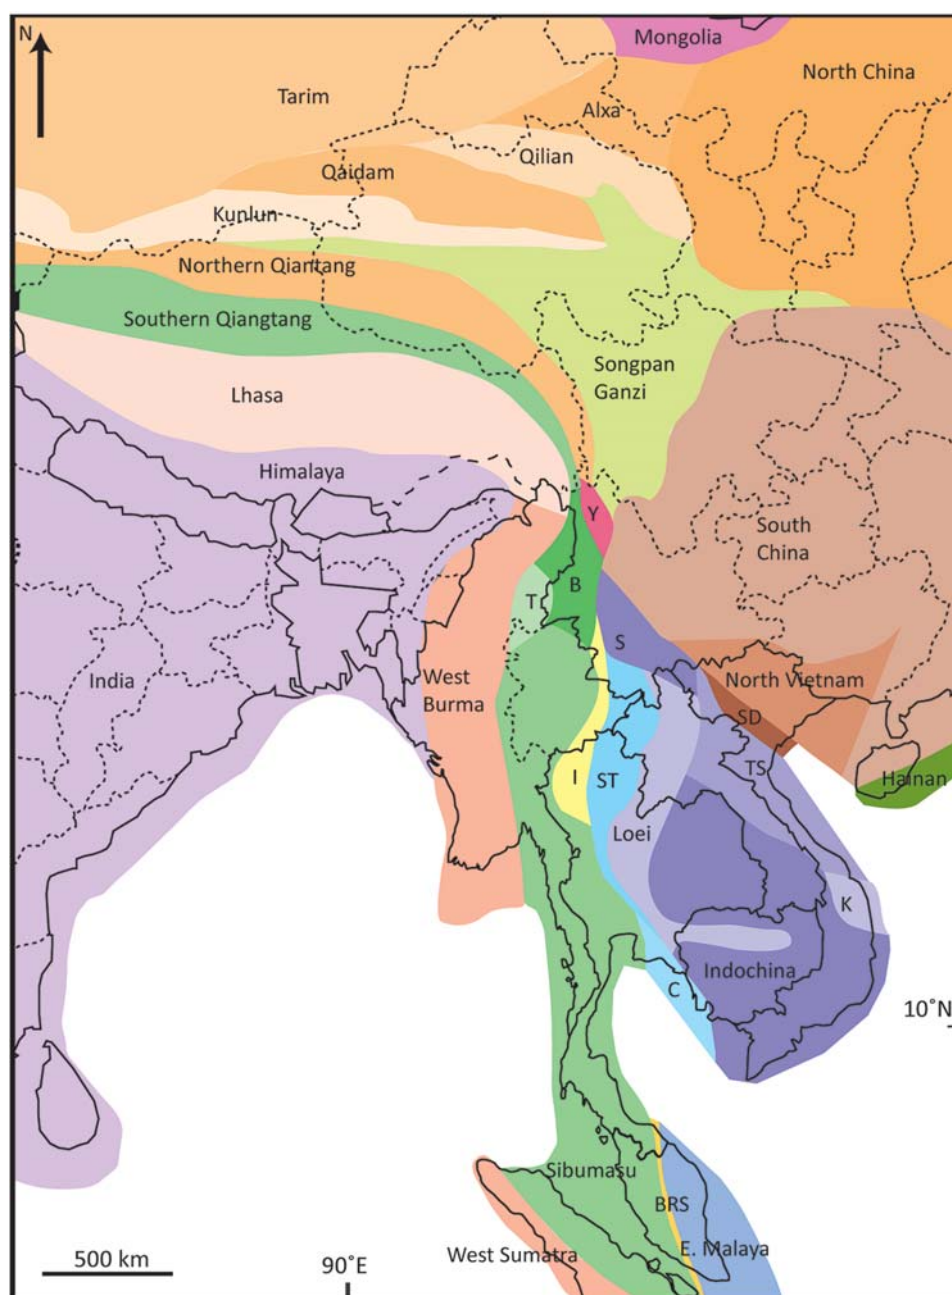 N
Mongolia
North China
Tarim
Alxa
Qilian
Qaidam
Kunlun
Northern Qiantang
Southern Qiangtang
Songpan
Ganzi
Lhasa
Himalaya
Y
South
China
B
T
S
India
West
Burma
North Vietnam
SD
TS
Hainan
I
ST
Loei
K
Indochina
C
10°N
Sibumasu
BRS
West Sumatra
E. Malaya
500 km
90°E